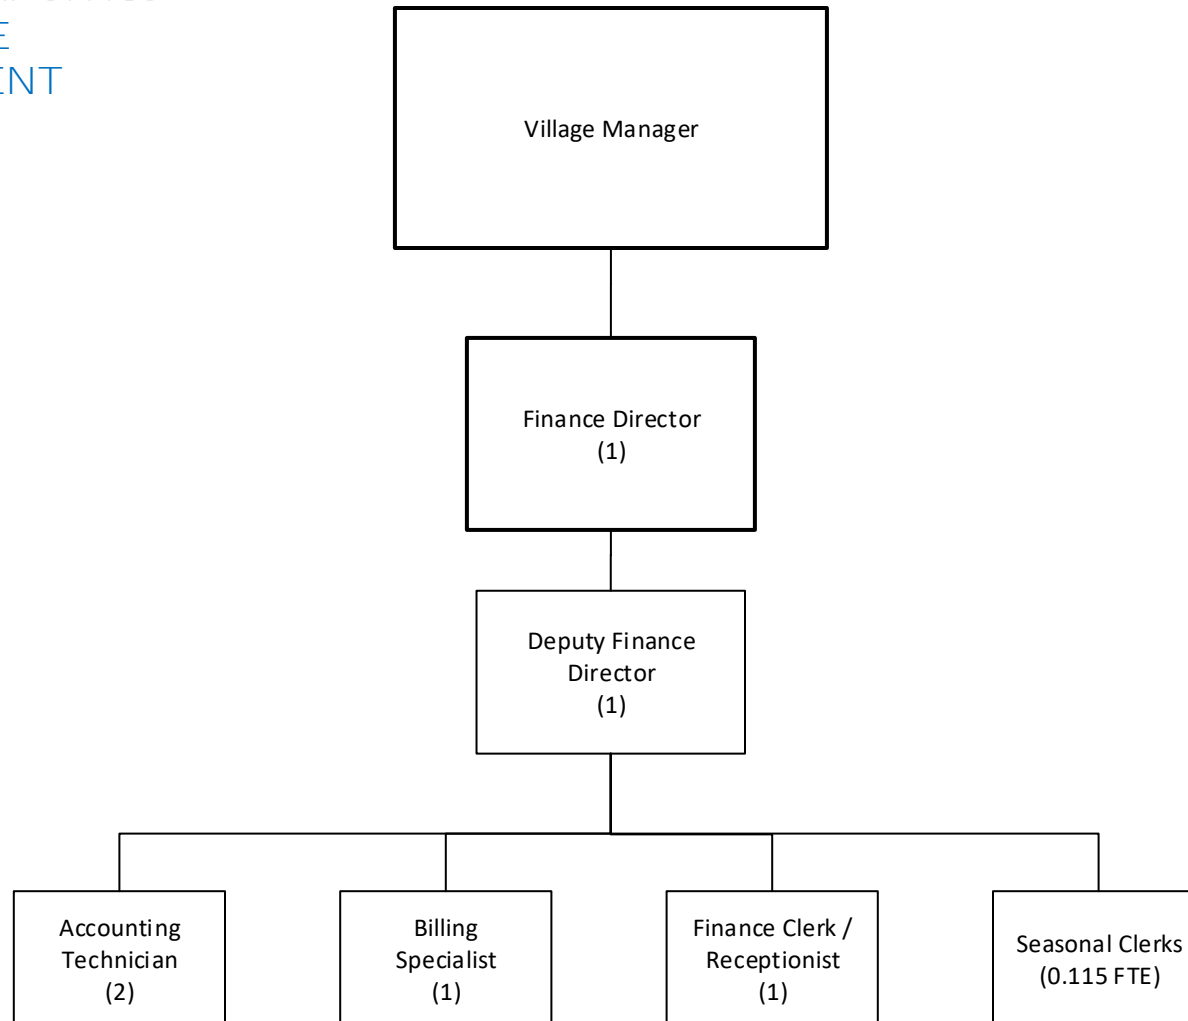 E
ENT
Village Manager
Finance Director
(1)
Deputy Finance
Director
(1)
Accounting
Technician
(2)
Billing
Specialist
(1)
Finance Clerk /
Receptionist
(1)
Seasonal Clerks
(0.115 FTE)